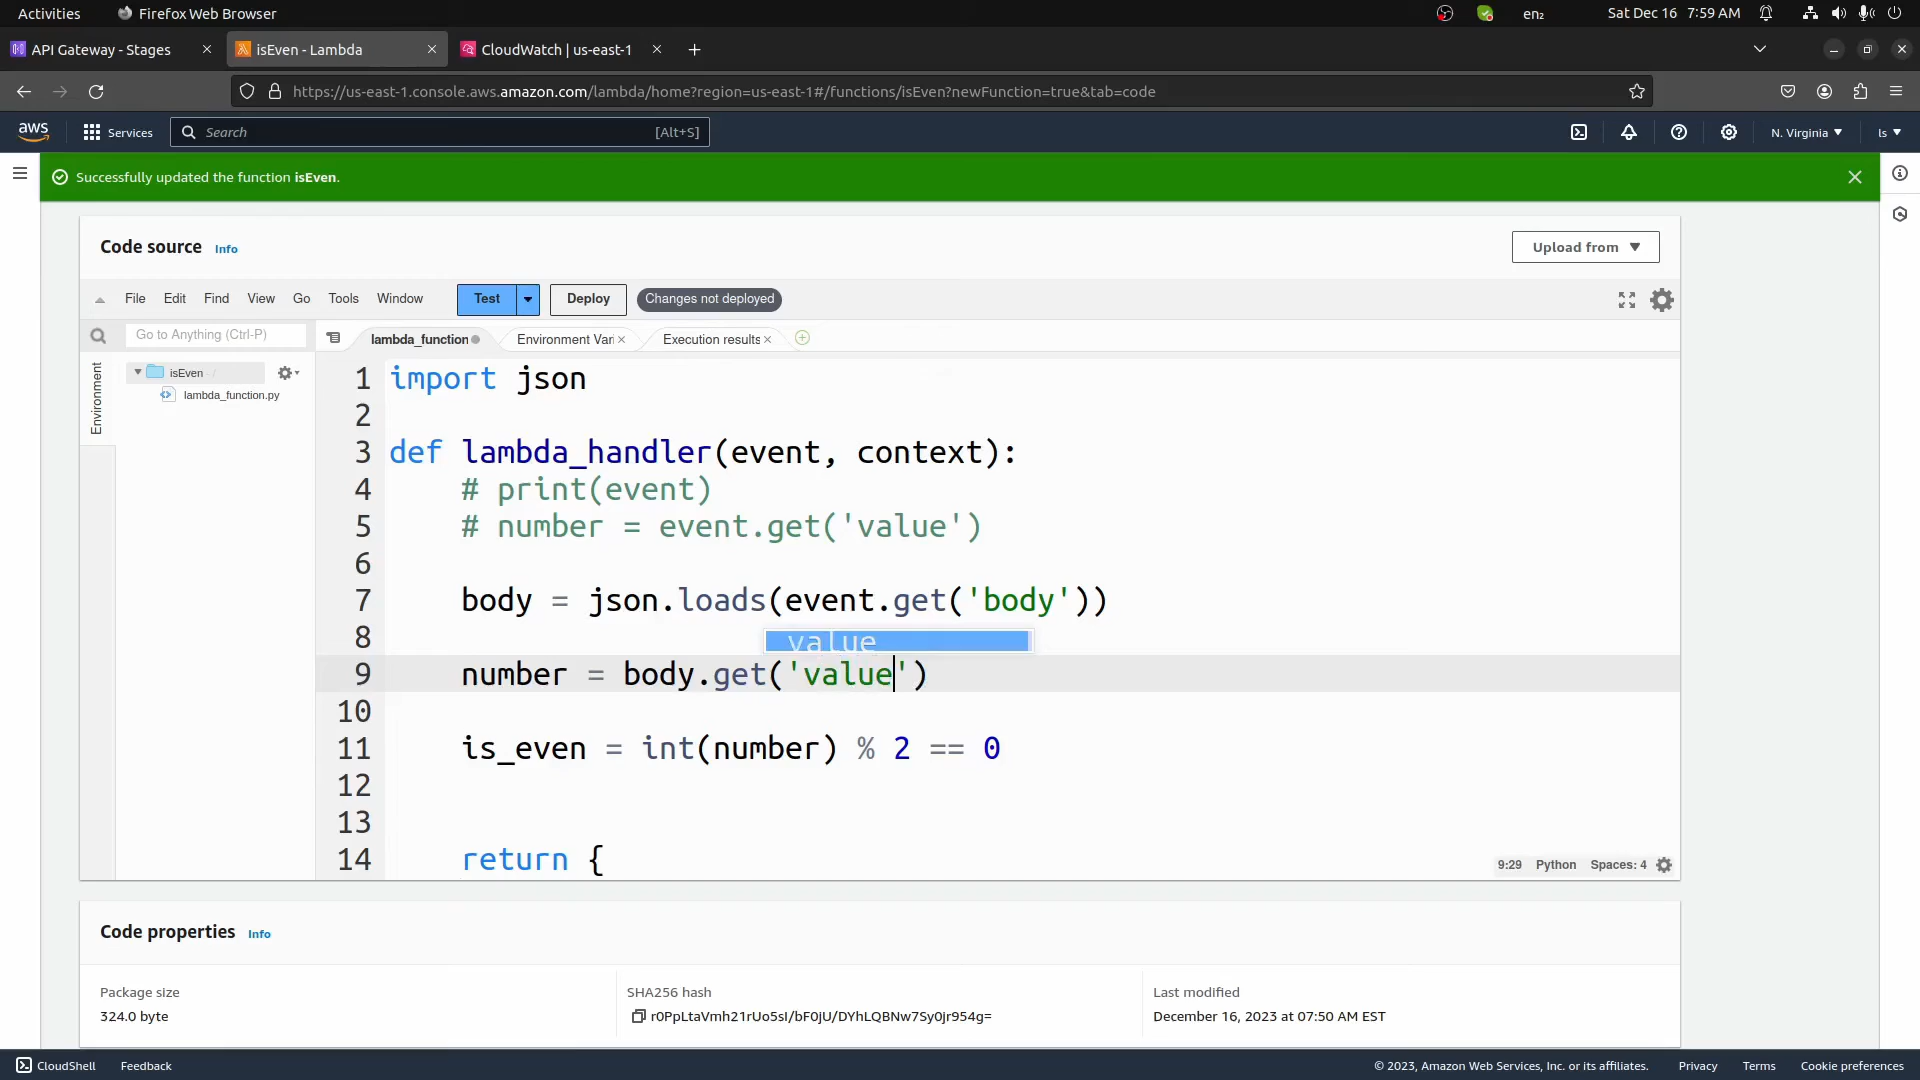 Activities Firefox Web Browser en₂ Sat Dec 16 7:59 AM
API Gateway - Stages isEven - Lambda CloudWatch | us-east-1
https://us-east-1.console.aws.amazon.com/lambda/home?region=us-east-1#/functions/isEven?newFunction=true&tab=code
aws Services Search [Alt+S] N. Virginia ls
Successfully updated the function isEven.
Code source Info Upload from
File Edit Find View Go Tools Window Test Deploy Changes not deployed
Go to Anything (Ctrl-P) lambda_function Environment Vari Execution results
Environment
isEven /
lambda_function.py
1 import json
2
3 def lambda_handler(event, context):
4 # print(event)
5 # number = event.get('value')
6
7 body = json.loads(event.get('body'))
8
value
9 number = body.get('value')
10
11 is_even = int(number) % 2 == 0
12
13
14 return {
9:29 Python Spaces: 4
Code properties Info
Package size SHA256 hash Last modified
324.0 byte r0PpLtaVmh21rUo5sI/bF0jU/DYhLQBNw7Sy0jr954g= December 16, 2023 at 07:50 AM EST
CloudShell Feedback © 2023, Amazon Web Services, Inc. or its affiliates. Privacy Terms Cookie preferences